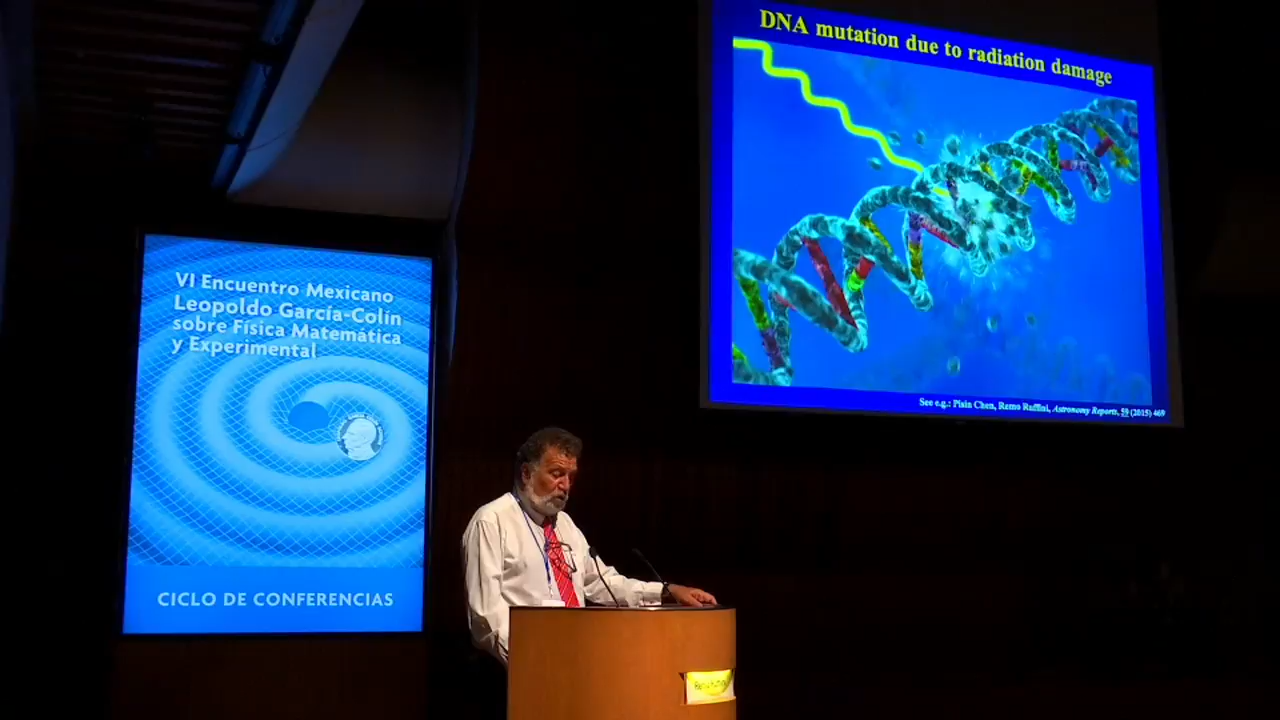 VI Encuentro Mexicano
Leopoldo García-Colín
sobre Física Matemática
y Experimental
CICLO DE CONFERENCIAS
DNA mutation due to radiation damage
See e.g.: Pisin Chen, Remo Ruffini, Astronomy Reports, 59 (2015) 469